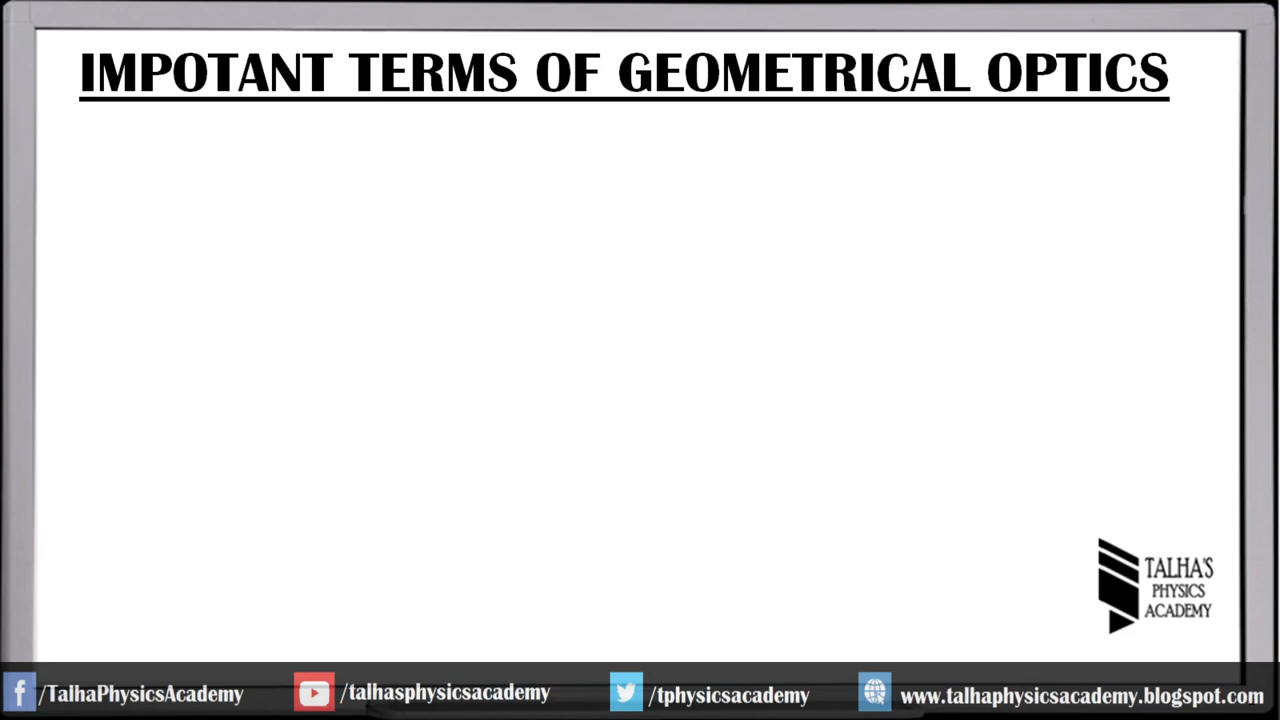 IMPOTANT TERMS OF GEOMETRICAL OPTICS
TALHA'S
PHYSICS
ACADEMY
/TalhaPhysicsAcademy
/talhasphysicsacademy
/tphysicsacademy
www.talhaphysicsacademy.blogspot.com